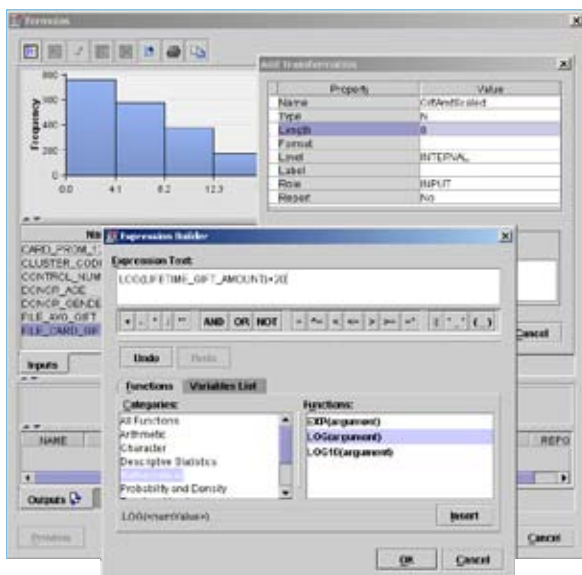 Formulas
Add Transformation
Property Value
Name
Type N
Length 8
Format
Level INTERVAL
Label
Role INPUT
Report No
Frequency
800
600
400
200
0
0.0 4.1 8.2 12.3
CARD_PROM_12
CLUSTER_CODE
CONTROL_NUM
DONOR_AGE
DONOR_GENDE
FILE_AVG_GIFT
FILE_CARD_GIF
Inputs
NAME REPO
Outputs
Previous
Cancel
Cancel
Expression Builder
Expression Text:
LOG(LIFETIME_GIFT_AMOUNT)*20
+ - * / ** AND OR NOT = ^= < <= > >=
Undo Redo
Functions Variables List
Categories: Functions:
All Functions
Arithmetic
Character
Descriptive Statistics
Probability and Density
EXP(argument)
LOG(argument)
LOG10(argument)
LOG(<numValue>)
Insert
OK Cancel